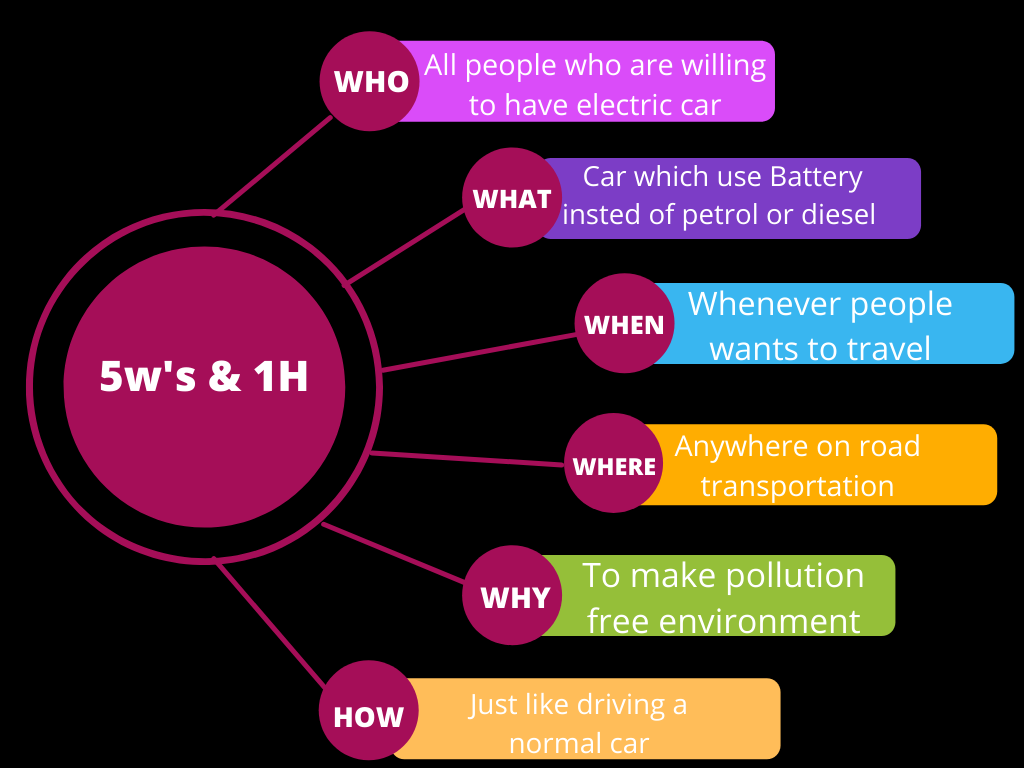 5w's & 1H
WHO
All people who are willing
to have electric car
WHAT
Car which use Battery
insted of petrol or diesel
WHEN
Whenever people
wants to travel
WHERE
Anywhere on road
transportation
WHY
To make pollution
free environment
HOW
Just like driving a
normal car